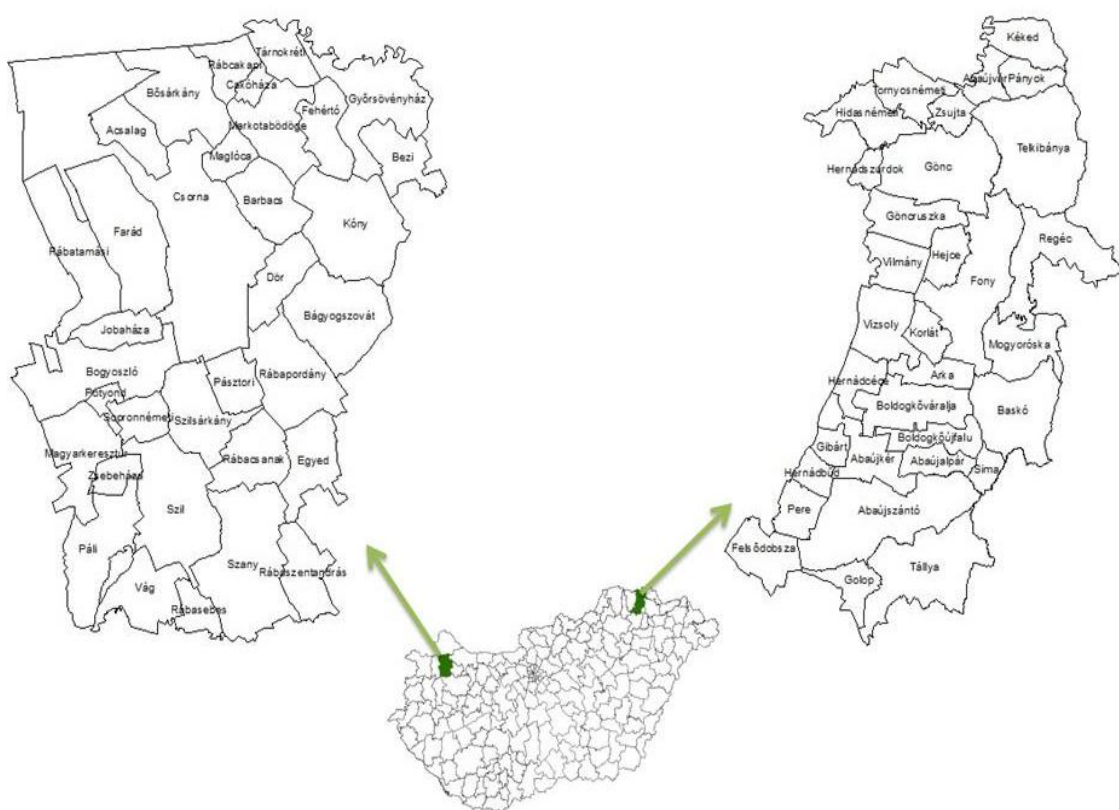 Tárnokréti
Rábcakapi
Cakóháza
Bősárkány
Győrsövényház
Fehértó
Markotabödöge
Acsalag
Bezi
Maglóca
Csorna
Barbacs
Kóny
Farád
Rábatamási
Dör
Bágyogszovát
Jobaháza
Bogyoszló
Pásztori
Rábapordány
Potyond
Sopronnémeti
Szilsárkány
Magyarkeresztúr
Rábacsanak
Egyed
Zsebeháza
Szil
Páli
Szany
Rábaszentandrás
Vág
Rábasebes
Kéked
Abaújvár
Pányok
Tornyosnémeti
Hidasnémeti
Zsujta
Telkibánya
Hernádszurdok
Gönc
Göncruszka
Regéc
Vilmány
Hejce
Fony
Vizsoly
Korlát
Mogyoróska
Hernádcéce
Arka
Boldogkőváralja
Baskó
Boldogkőújfalu
Gibárt
Abaújkér
Abaújalpár
Sima
Hernádbűd
Pere
Abaújszántó
Felsődobsza
Golop
Tállya